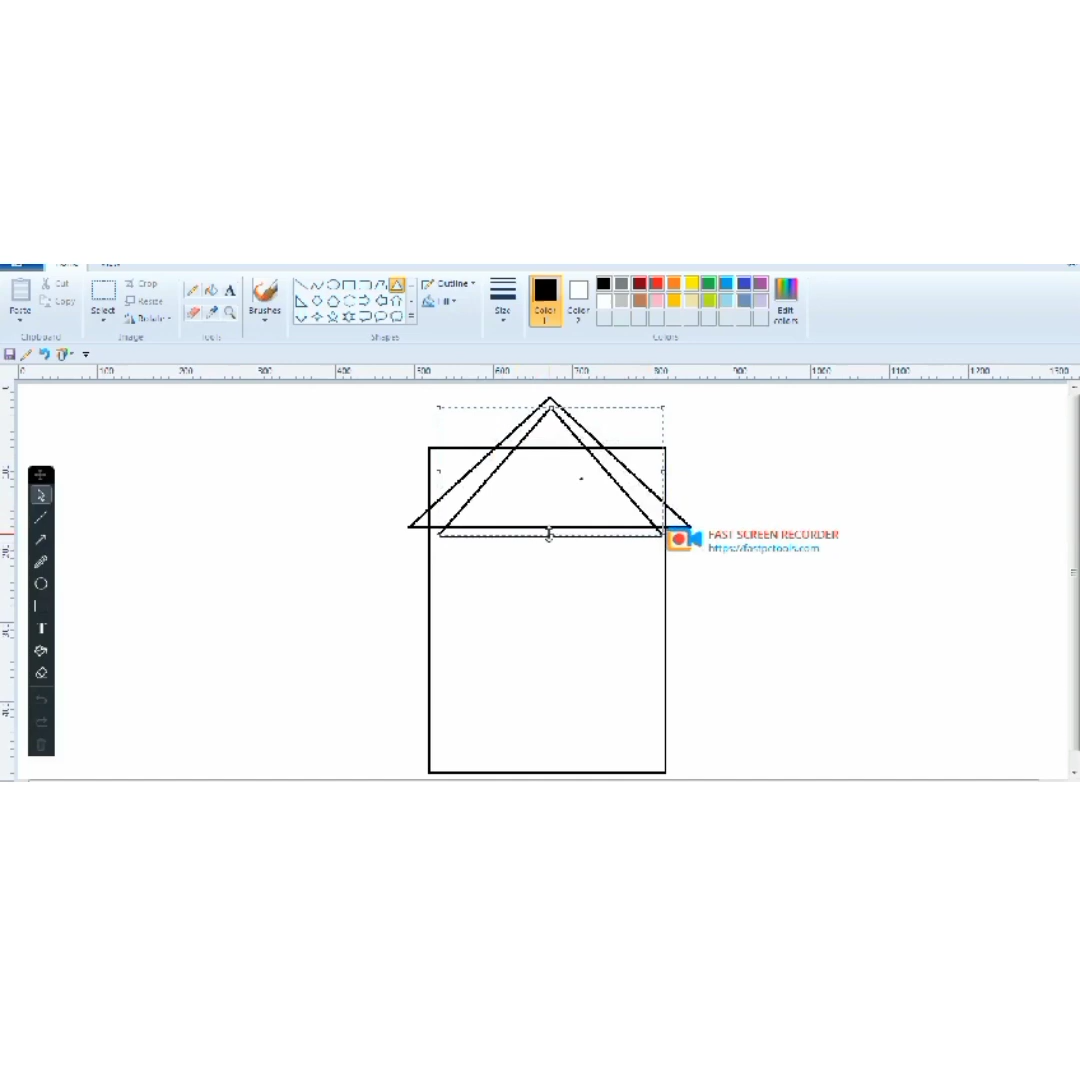 Cut
Crop
Outline
Paste
Copy
Select
Resize
Rotate
A
Brushes
Fill
Size
Color
1
Color
2
Edit
colors
Clipboard
Image
Tools
Shapes
Colors
0 100 200 300 400 500 600 700 800 900 1000 1100 1200 1300
T
FAST SCREEN RECORDER
https://fastpctools.com